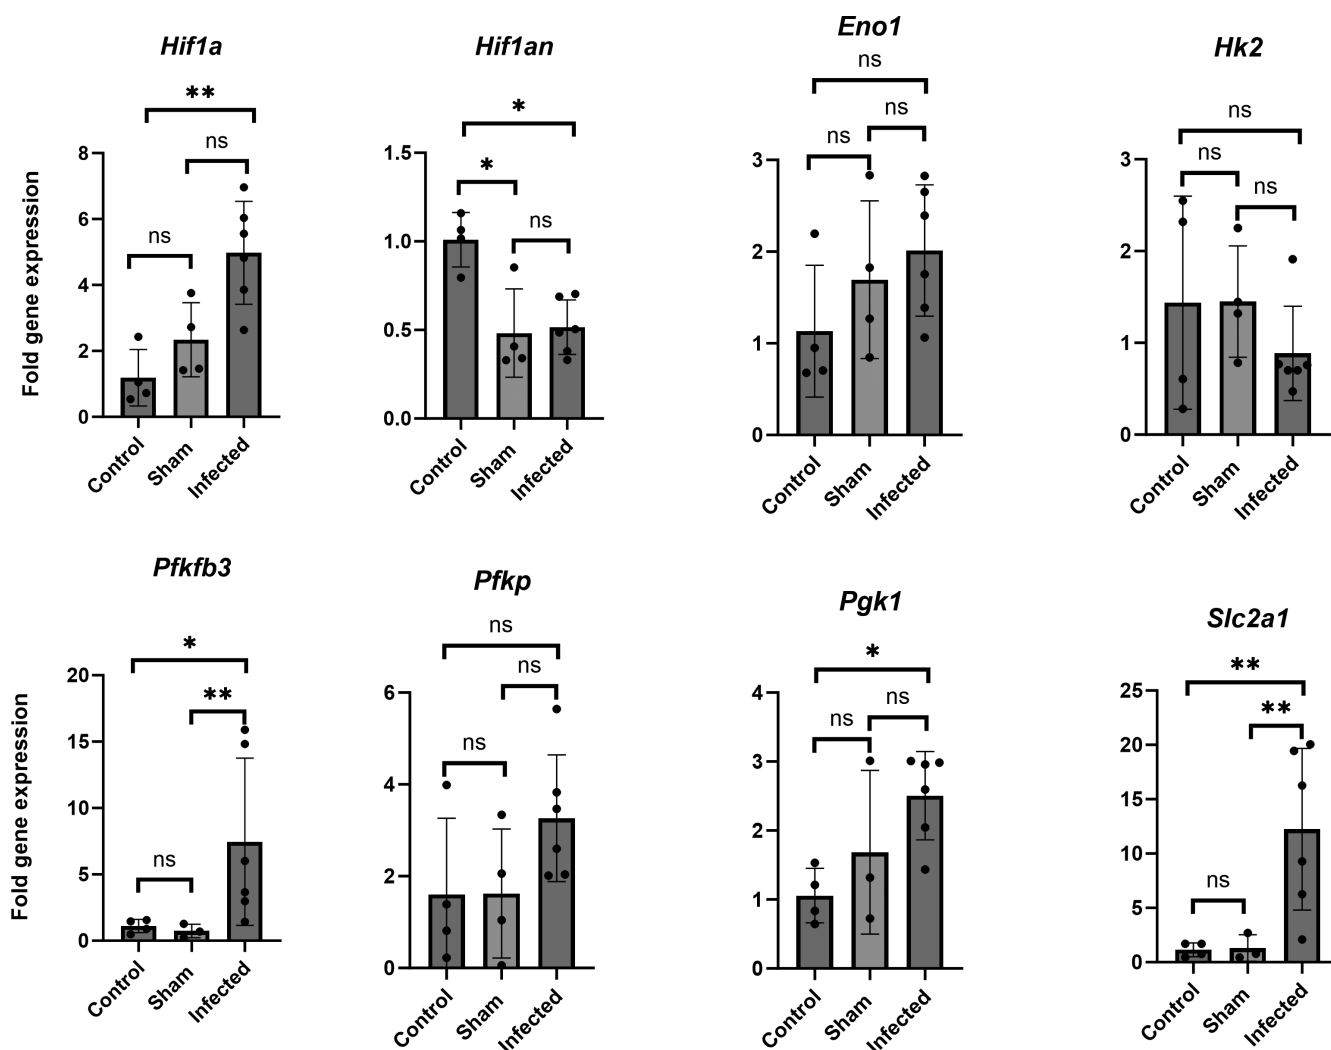 Hif1a
**
ns
ns
Fold gene expression
8
6
4
2
0
Control
Sham
Infected
Hif1an
*
*
ns
1.5
1.0
0.5
0.0
Control
Sham
Infected
Eno1
ns
ns
ns
3
2
1
0
Control
Sham
Infected
Hk2
ns
ns
ns
3
2
1
0
Control
Sham
Infected
Pfkfb3
*
**
ns
Fold gene expression
20
15
10
5
0
Control
Sham
Infected
Pfkp
ns
ns
ns
6
4
2
0
Control
Sham
Infected
Pgk1
*
ns
ns
4
3
2
1
0
Control
Sham
Infected
Slc2a1
**
**
ns
25
20
15
10
5
0
Control
Sham
Infected